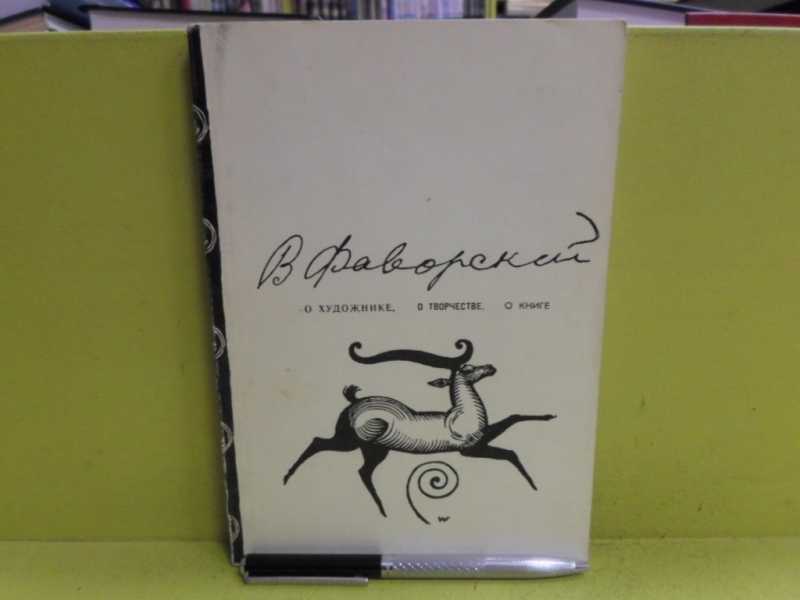 В Фаворский
О ХУДОЖНИКЕ, О ТВОРЧЕСТВЕ, О КНИГЕ